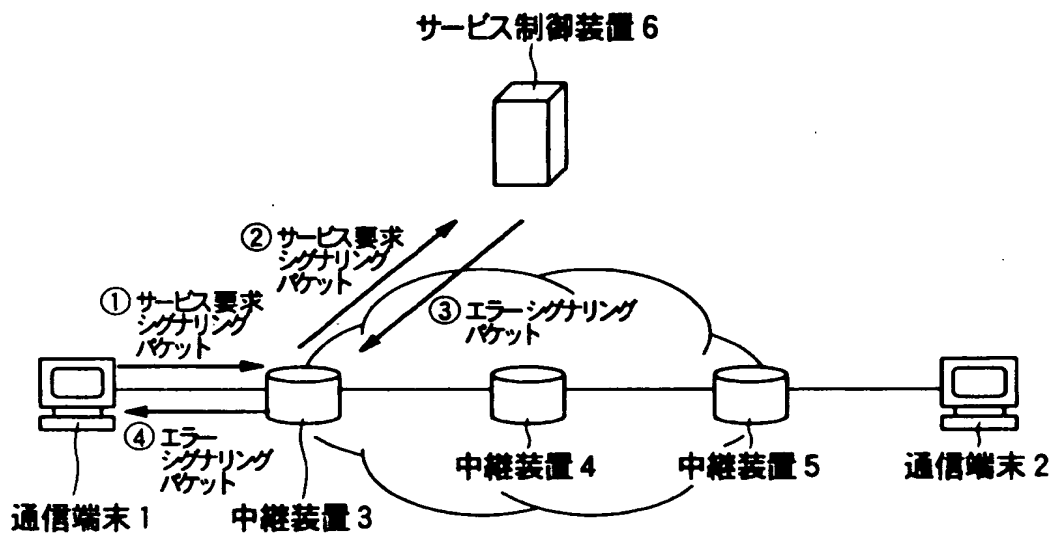 サービス制御装置6
② サービス要求
シグナリング
パケット
① サービス要求
シグナリング
パケット
③ エラーシグナリング
パケット
④ エラー
シグナリング
パケット
中継装置4
中継装置5
通信端末2
通信端末1
中継装置3